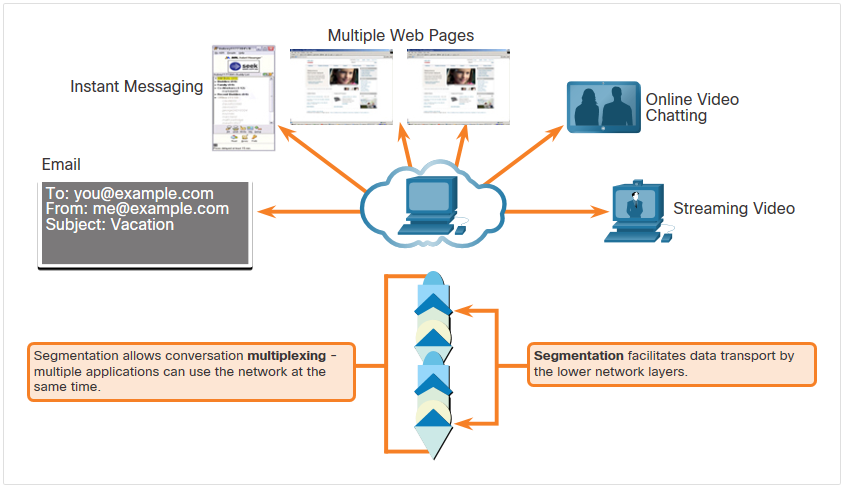 Multiple Web Pages
Instant Messaging
seek
Online Video
Chatting
Email
To: you@example.com
From: me@example.com
Subject: Vacation
Streaming Video
Segmentation allows conversation multiplexing -
multiple applications can use the network at the
same time.
Segmentation facilitates data transport by
the lower network layers.